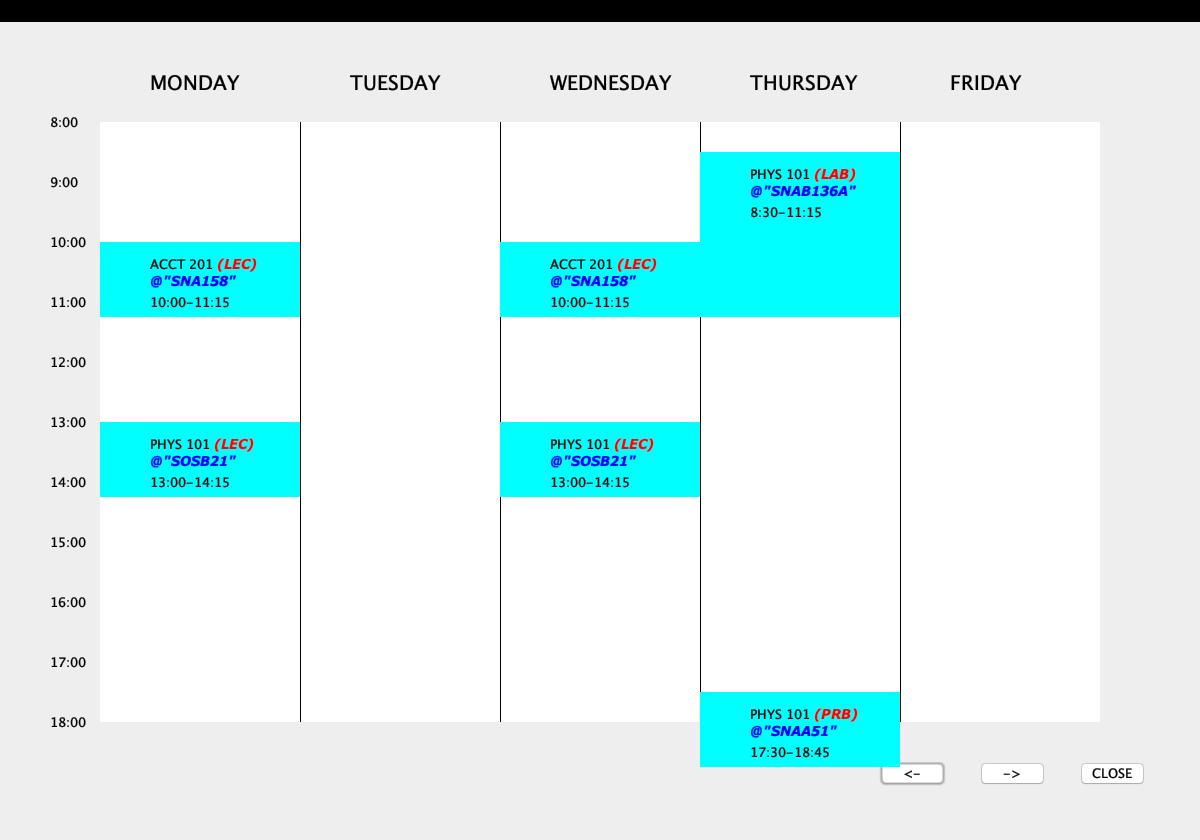 MONDAY TUESDAY WEDNESDAY THURSDAY FRIDAY
8:00
PHYS 101 (LAB)
@"SNAB136A"
8:30-11:15
9:00
10:00
ACCT 201 (LEC)
@"SNA158"
10:00-11:15
ACCT 201 (LEC)
@"SNA158"
10:00-11:15
11:00
12:00
13:00
PHYS 101 (LEC)
@"SOSB21"
13:00-14:15
PHYS 101 (LEC)
@"SOSB21"
13:00-14:15
14:00
15:00
16:00
17:00
PHYS 101 (PRB)
@"SNAA51"
17:30-18:45
18:00
<- -> CLOSE